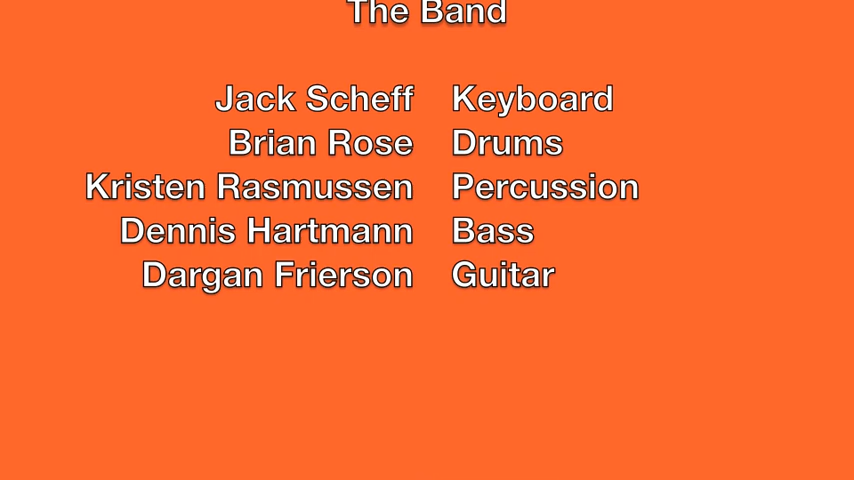 The Band
Jack Scheff Keyboard
Brian Rose Drums
Kristen Rasmussen Percussion
Dennis Hartmann Bass
Dargan Frierson Guitar